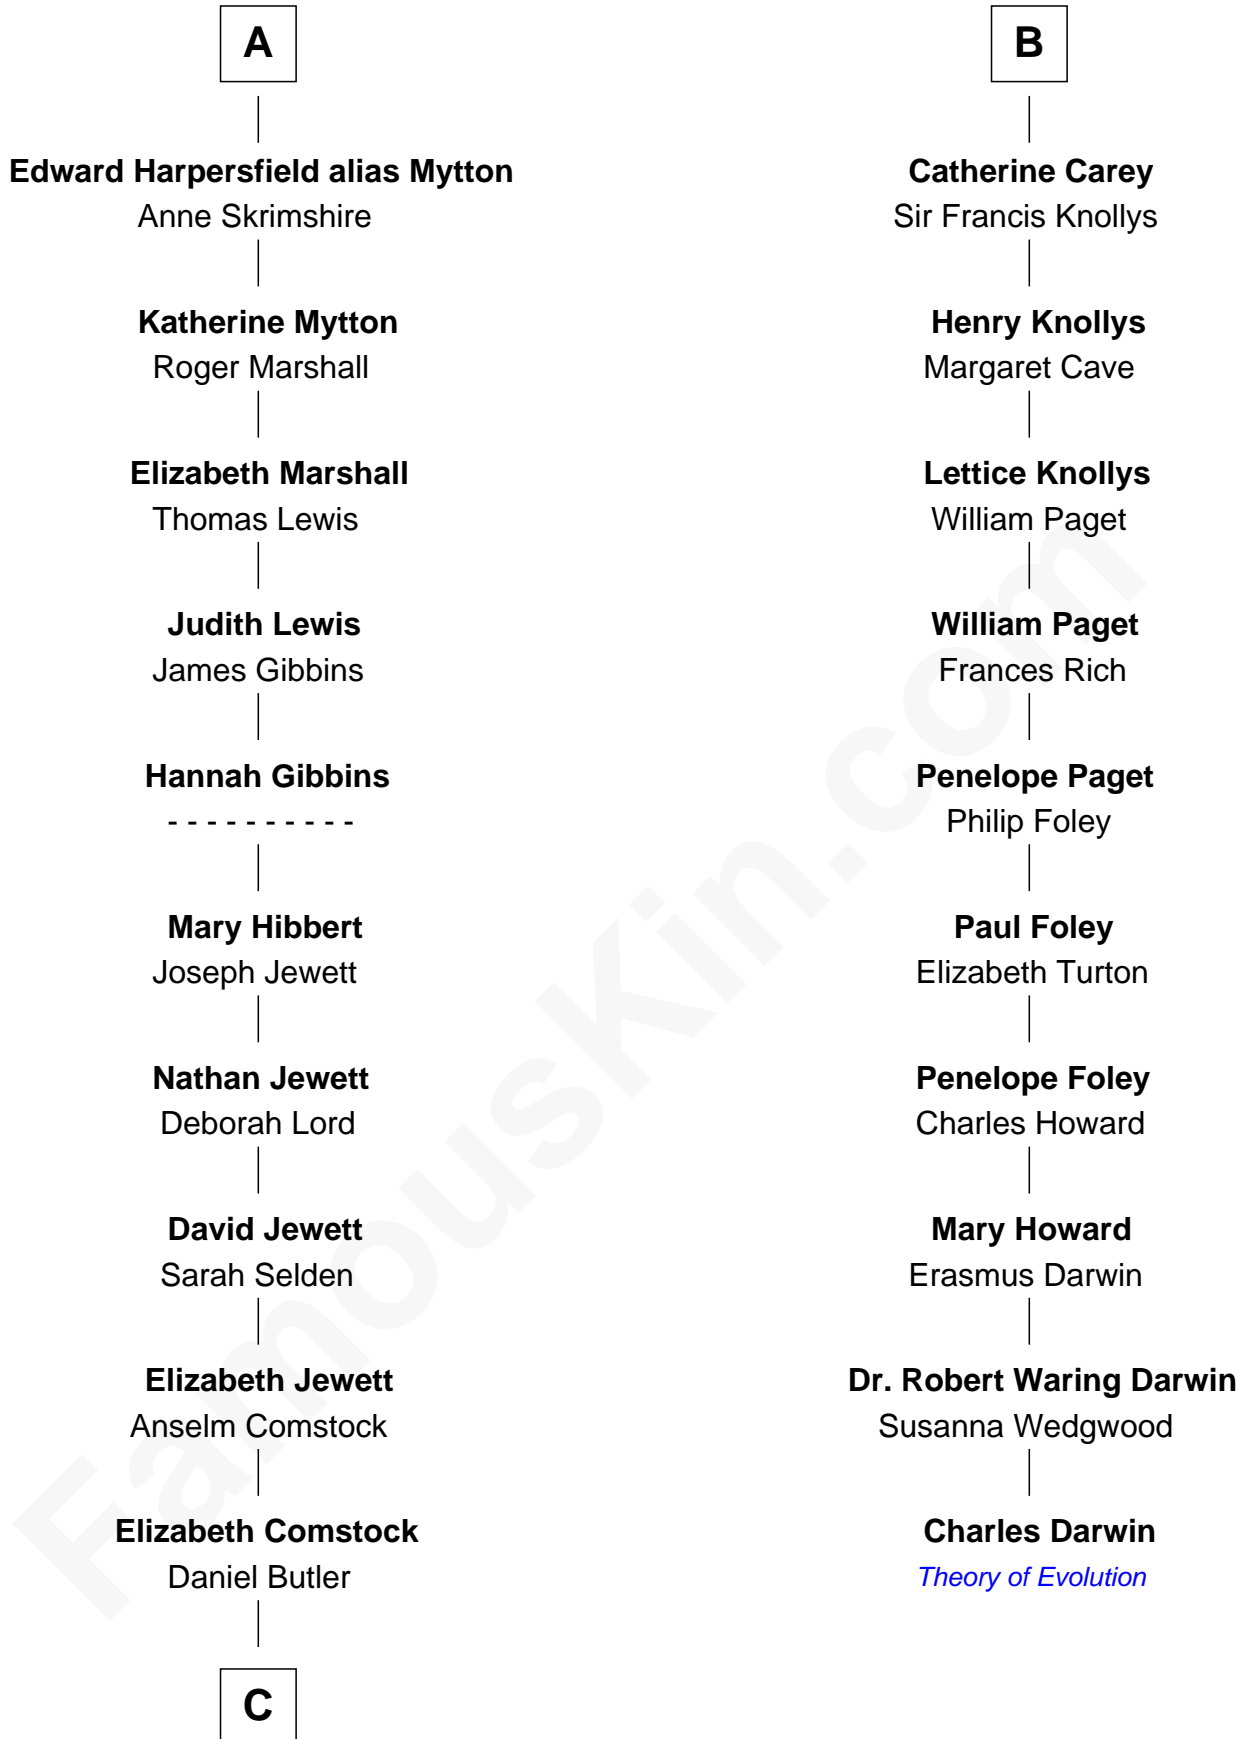 A
Edward Harpersfield alias Mytton
Anne Skrimshire
Katherine Mytton
Roger Marshall
Elizabeth Marshall
Thomas Lewis
Judith Lewis
James Gibbins
Hannah Gibbins
- - - - - - - - - -
Mary Hibbert
Joseph Jewett
Nathan Jewett
Deborah Lord
David Jewett
Sarah Selden
Elizabeth Jewett
Anselm Comstock
Elizabeth Comstock
Daniel Butler
C
B
Catherine Carey
Sir Francis Knollys
Henry Knollys
Margaret Cave
Lettice Knollys
William Paget
William Paget
Frances Rich
Penelope Paget
Philip Foley
Paul Foley
Elizabeth Turton
Penelope Foley
Charles Howard
Mary Howard
Erasmus Darwin
Dr. Robert Waring Darwin
Susanna Wedgwood
Charles Darwin
Theory of Evolution
FamousKin.com